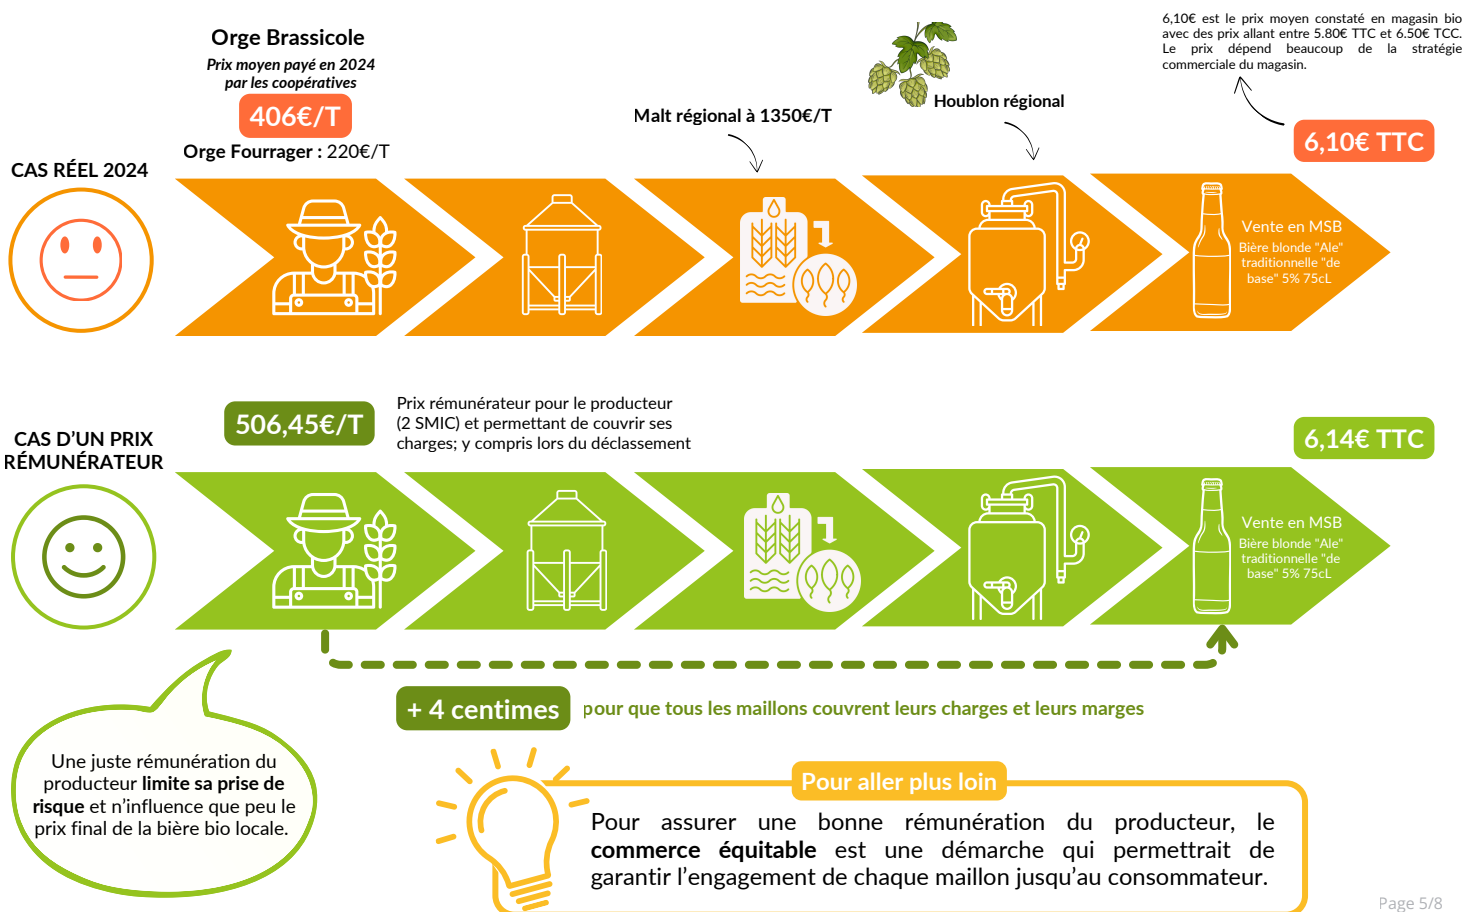 6,10€ est le prix moyen constaté en magasin bio
avec des prix allant entre 5.80€ TTC et 6.50€ TCC.
Le prix dépend beaucoup de la stratégie
commerciale du magasin.
Orge Brassicole
Prix moyen payé en 2024
par les coopératives
406€/T
Orge Fourrager : 220€/T
Malt régional à 1350€/T
Houblon régional
6,10€ TTC
CAS RÉEL 2024
Vente en MSB
Bière blonde "Ale"
traditionnelle "de
base" 5% 75cL
506,45€/T
Prix rémunérateur pour le producteur
(2 SMIC) et permettant de couvrir ses
charges; y compris lors du déclassement
6,14€ TTC
CAS D'UN PRIX
RÉMUNÉRATEUR
Vente en MSB
Bière blonde "Ale"
traditionnelle "de
base" 5% 75cL
+ 4 centimes
pour que tous les maillons couvrent leurs charges et leurs marges
Une juste rémunération du
producteur limite sa prise de
risque et n'influence que peu le
prix final de la bière bio locale.
Pour aller plus loin
Pour assurer une bonne rémunération du producteur, le
commerce équitable est une démarche qui permettrait de
garantir l'engagement de chaque maillon jusqu'au consommateur.
Page 5/8